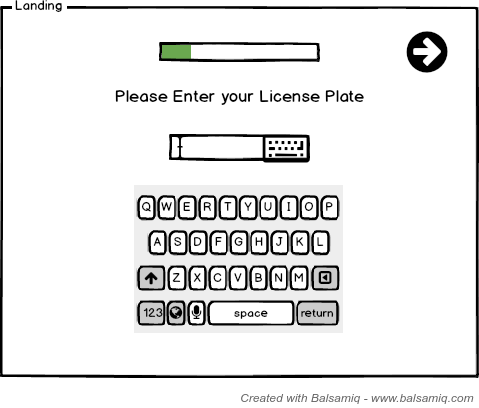 Landing
Please Enter your License Plate
Q W E R T Y U I O P
A S D F G H J K L
Z X C V B N M
123 space return
Created with Balsamiq - www.balsamiq.com